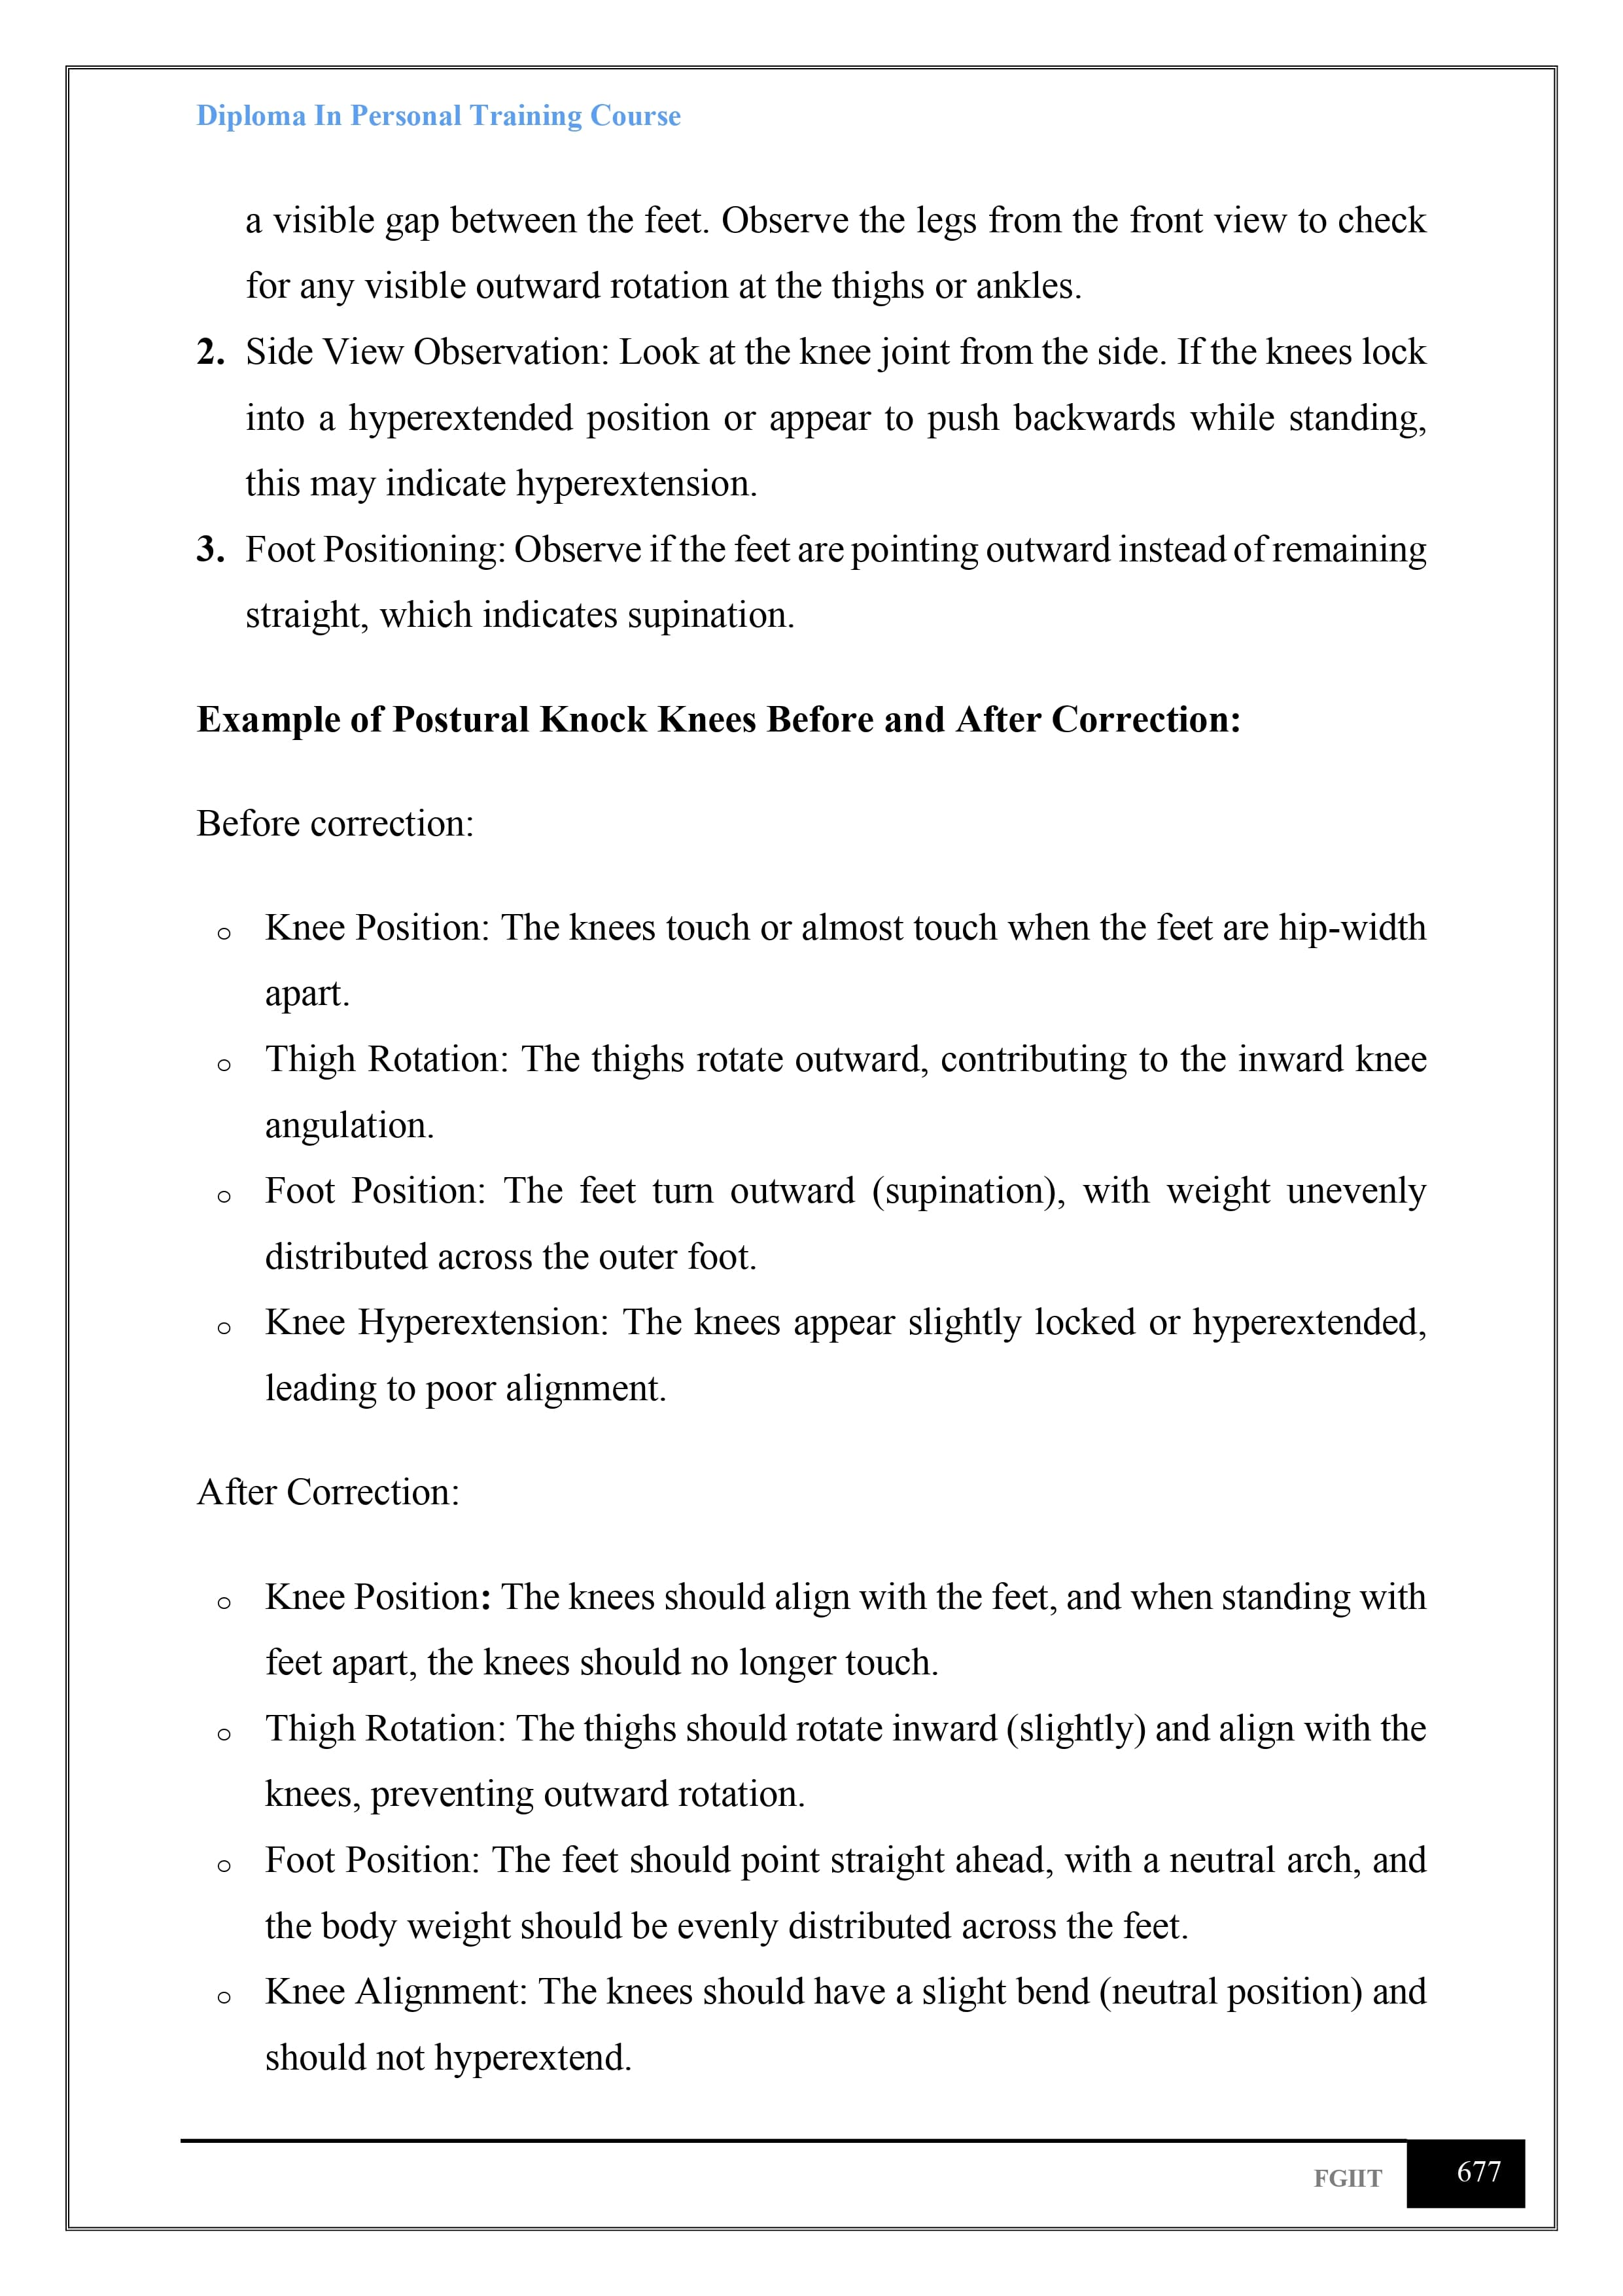 Diploma In Personal Training Course
a visible gap between the feet. Observe the legs from the front view to check
for any visible outward rotation at the thighs or ankles.
2. Side View Observation: Look at the knee joint from the side. If the knees lock
into a hyperextended position or appear to push backwards while standing,
this may indicate hyperextension.
3. Foot Positioning: Observe if the feet are pointing outward instead of remaining
straight, which indicates supination.
Example of Postural Knock Knees Before and After Correction:
Before correction:
o Knee Position: The knees touch or almost touch when the feet are hip-width
apart.
o Thigh Rotation: The thighs rotate outward, contributing to the inward knee
angulation.
o Foot Position: The feet turn outward (supination), with weight unevenly
distributed across the outer foot.
o Knee Hyperextension: The knees appear slightly locked or hyperextended,
leading to poor alignment.
After Correction:
o Knee Position: The knees should align with the feet, and when standing with
feet apart, the knees should no longer touch.
o Thigh Rotation: The thighs should rotate inward (slightly) and align with the
knees, preventing outward rotation.
o Foot Position: The feet should point straight ahead, with a neutral arch, and
the body weight should be evenly distributed across the feet.
o Knee Alignment: The knees should have a slight bend (neutral position) and
should not hyperextend.
FGIIT 677